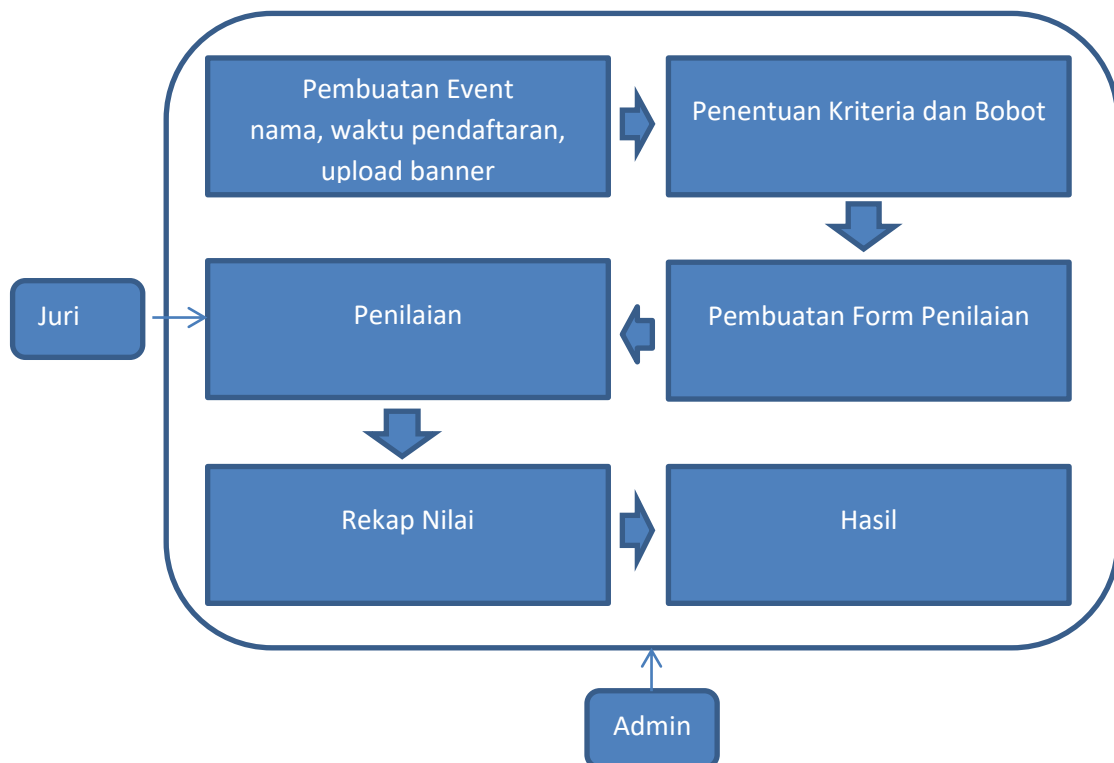 Pembuatan Event
nama, waktu pendaftaran,
upload banner
Penentuan Kriteria dan Bobot
Juri
Penilaian
Pembuatan Form Penilaian
Rekap Nilai
Hasil
Admin